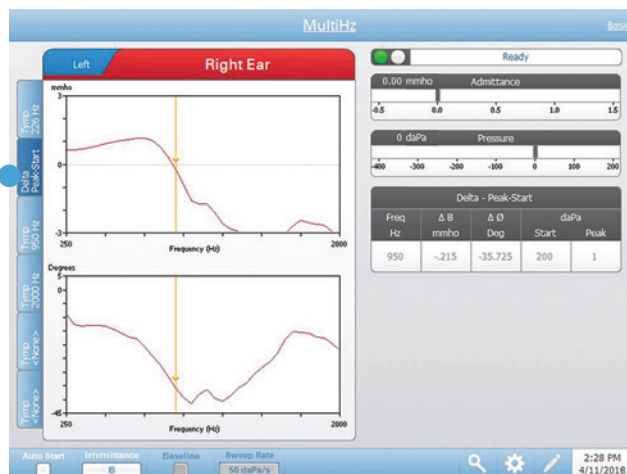 MultiHz
Basic
Left
Right Ear
Ready
0.00 mmho Admittance
-0.5 0.0 0.5 1.0 1.5
0 daPa Pressure
-400 -300 -200 -100 0 100 200
Delta - Peak-Start
Freq Δ B Δ Ø daPa
Hz mmho Deg Start Peak
950 -.215 -35.725 200 1
Tymp
226 Hz
Delta
Peak-Start
Tymp
950 Hz
Tymp
2000 Hz
Tymp
<None>
Tymp
<None>
mmho
3
0
-3
250 Frequency (Hz) 2000
Degrees
5
0
-45
250 Frequency (Hz) 2000
Auto Start Immittance Baseline Sweep Rate
B 50 daPa/s
2:28 PM
4/11/2018